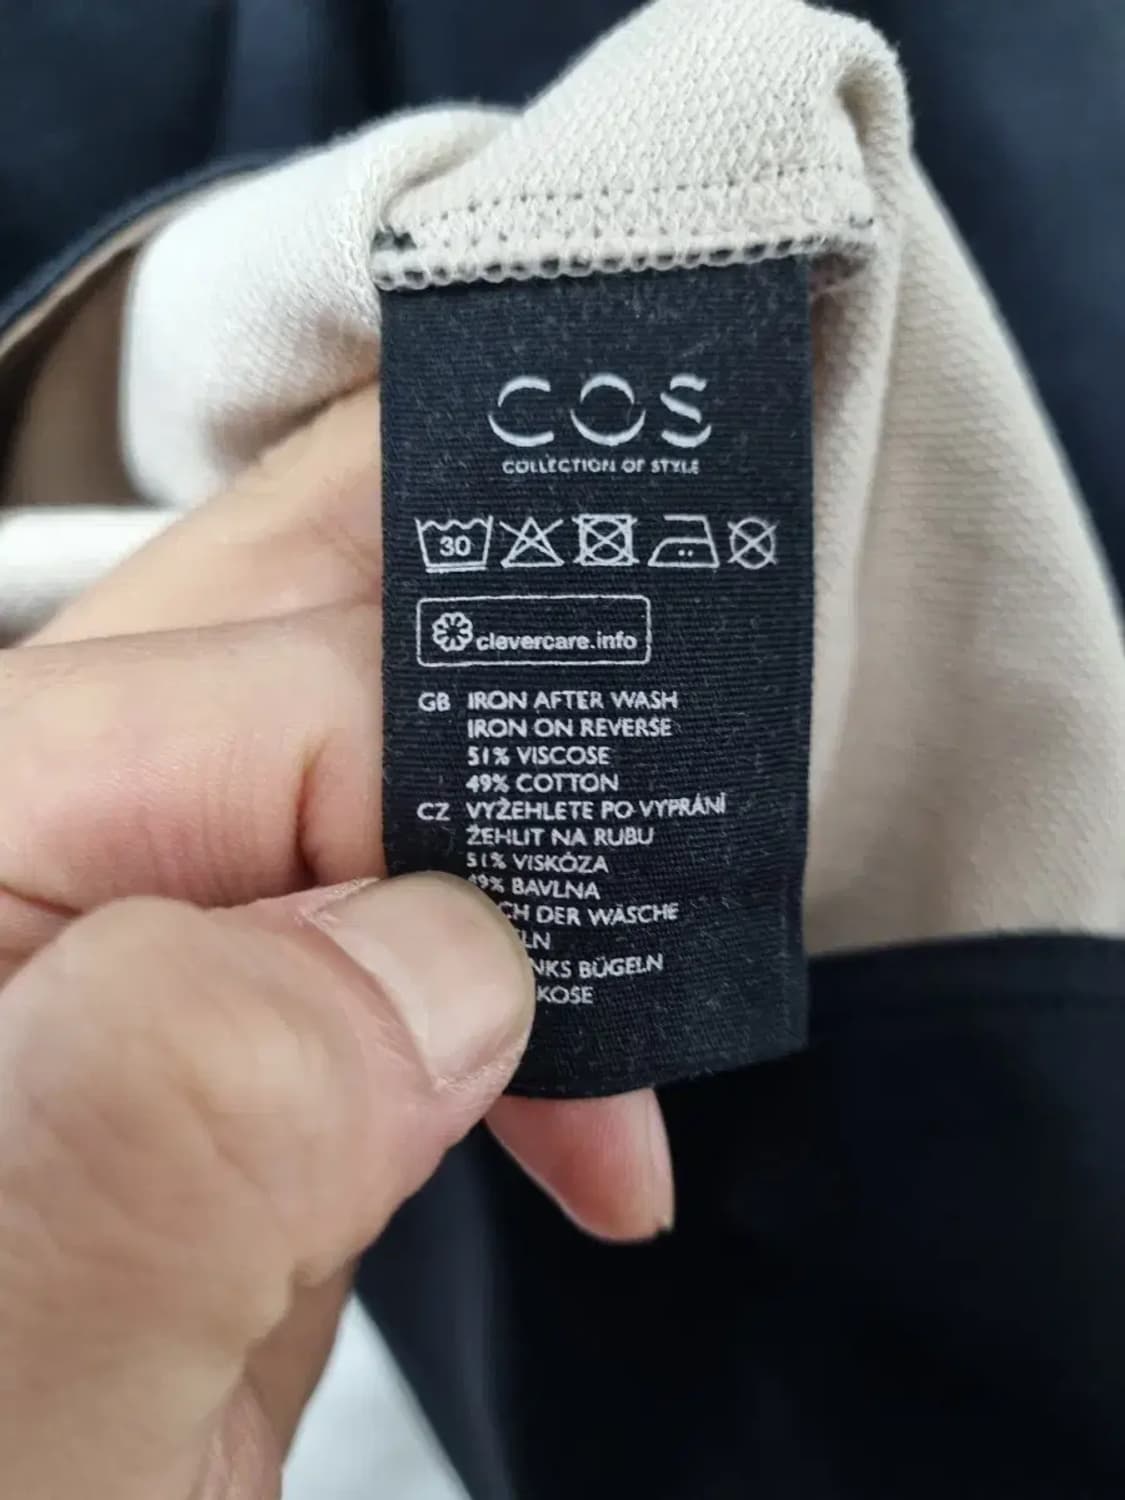 COS
COLLECTION OF STYLE
30
clevercare.info
GB IRON AFTER WASH
IRON ON REVERSE
51% VISCOSE
49% COTTON
CZ VYŽEHLETE PO VYPRÁNÍ
ŽEHLIT NA RUBU
51% VISKÓZA
49% BAVLNA
DER WÄSCHE
BÜGELN